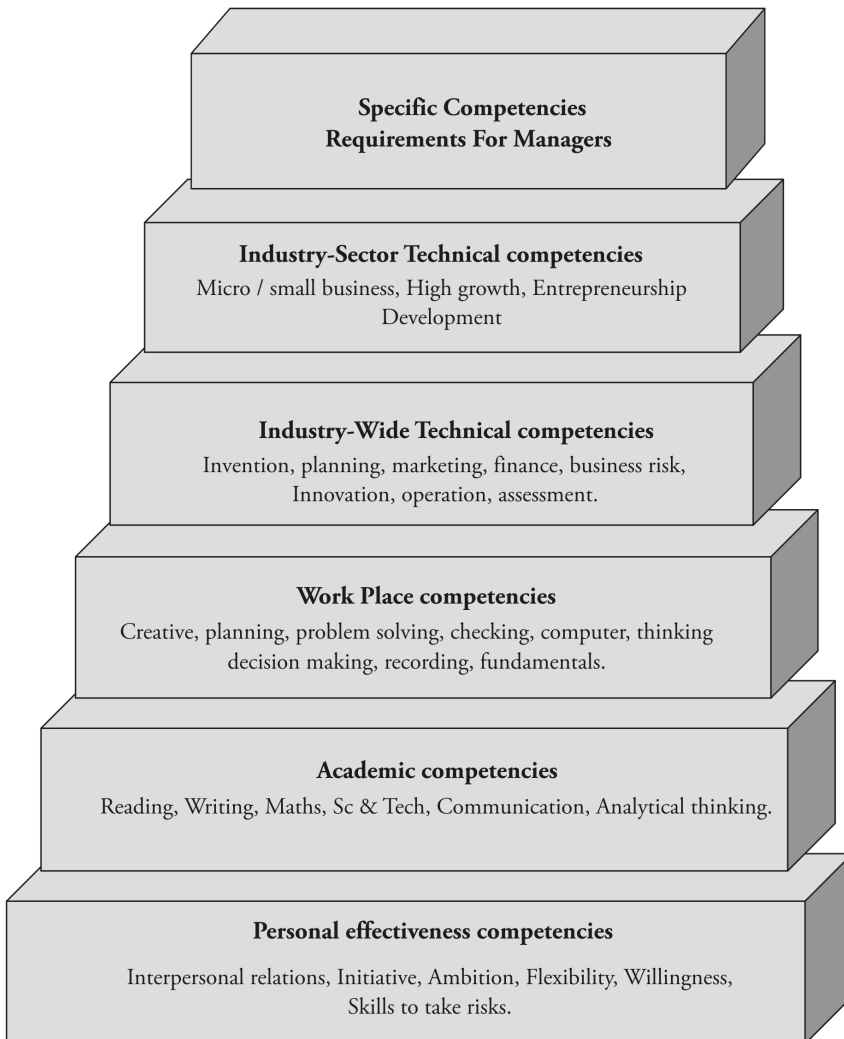 Specific Competencies
Requirements For Managers
Industry-Sector Technical competencies
Micro / small business, High growth, Entrepreneurship
Development
Industry-Wide Technical competencies
Invention, planning, marketing, finance, business risk,
Innovation, operation, assessment.
Work Place competencies
Creative, planning, problem solving, checking, computer, thinking
decision making, recording, fundamentals.
Academic competencies
Reading, Writing, Maths, Sc & Tech, Communication, Analytical thinking.
Personal effectiveness competencies
Interpersonal relations, Initiative, Ambition, Flexibility, Willingness,
Skills to take risks.